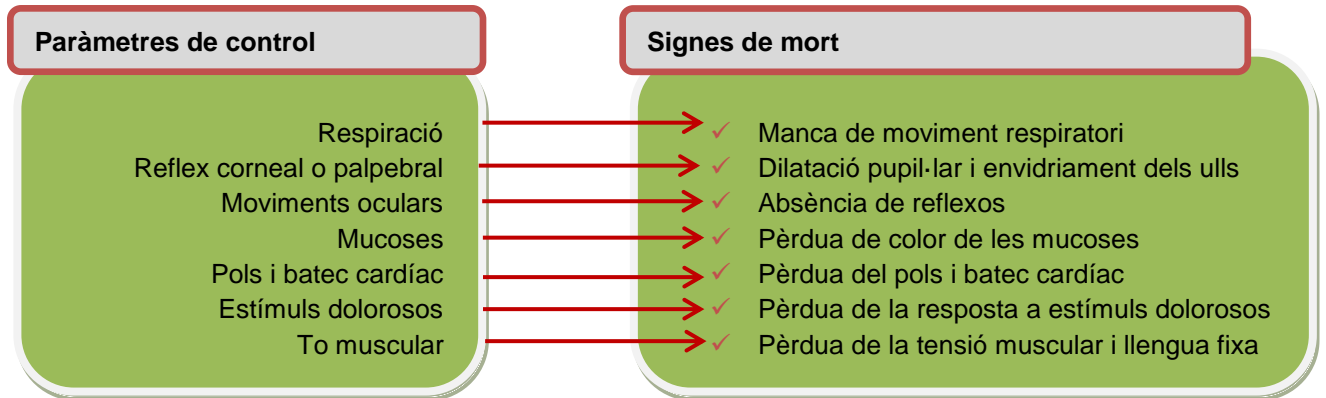 Paràmetres de control
Signes de mort
Respiració
Manca de moviment respiratori
Reflex corneal o palpebral
Dilatació pupil·lar i envidriament dels ulls
Moviments oculars
Absència de reflexos
Mucoses
Pèrdua de color de les mucoses
Pols i batec cardíac
Pèrdua del pols i batec cardíac
Estímuls dolorosos
Pèrdua de la resposta a estímuls dolorosos
To muscular
Pèrdua de la tensió muscular i llengua fixa